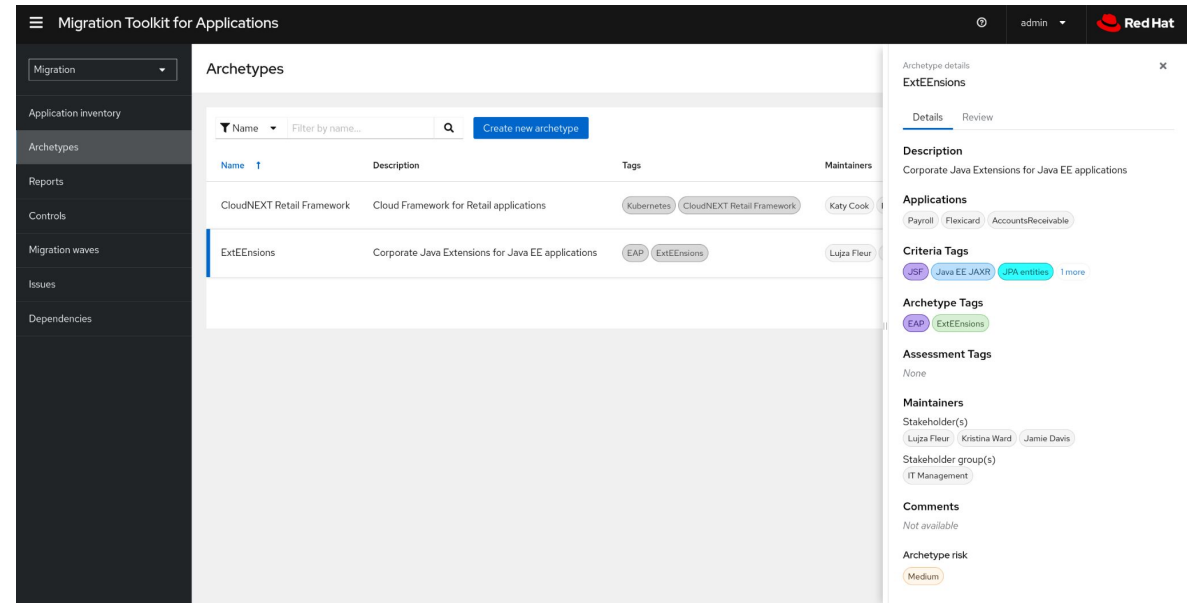 Migration Toolkit for Applications
admin
Red Hat
Migration
Application inventory
Archetypes
Reports
Controls
Migration waves
Issues
Dependencies
Archetypes
Name Filter by name... Create new archetype
Name Description Tags Maintainers
CloudNEXT Retail Framework Cloud Framework for Retail applications Kubernetes CloudNEXT Retail Framework Katy Cook
ExtEEnsions Corporate Java Extensions for Java EE applications EAP ExtEEnsions Lujza Fleur
Archetype details
ExtEEnsions
Details Review
Description
Corporate Java Extensions for Java EE applications
Applications
Payroll Flexicard AccountsReceivable
Criteria Tags
JSF Java EE JAXR JPA entities 1 more
Archetype Tags
EAP ExtEEnsions
Assessment Tags
None
Maintainers
Stakeholder(s)
Lujza Fleur Kristina Ward Jamie Davis
Stakeholder group(s)
IT Management
Comments
Not available
Archetype risk
Medium